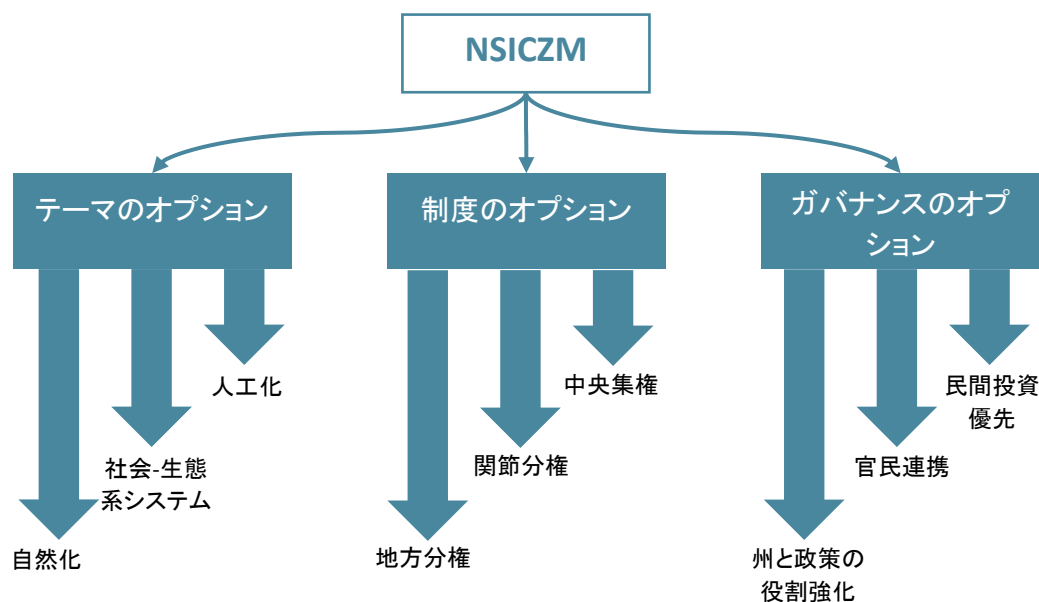 NSICZM
テーマのオプション
制度のオプション
ガバナンスのオプ
ション
人工化
社会-生態
系システム
自然化
中央集権
関節分権
地方分権
民間投資
優先
官民連携
州と政策の
役割強化